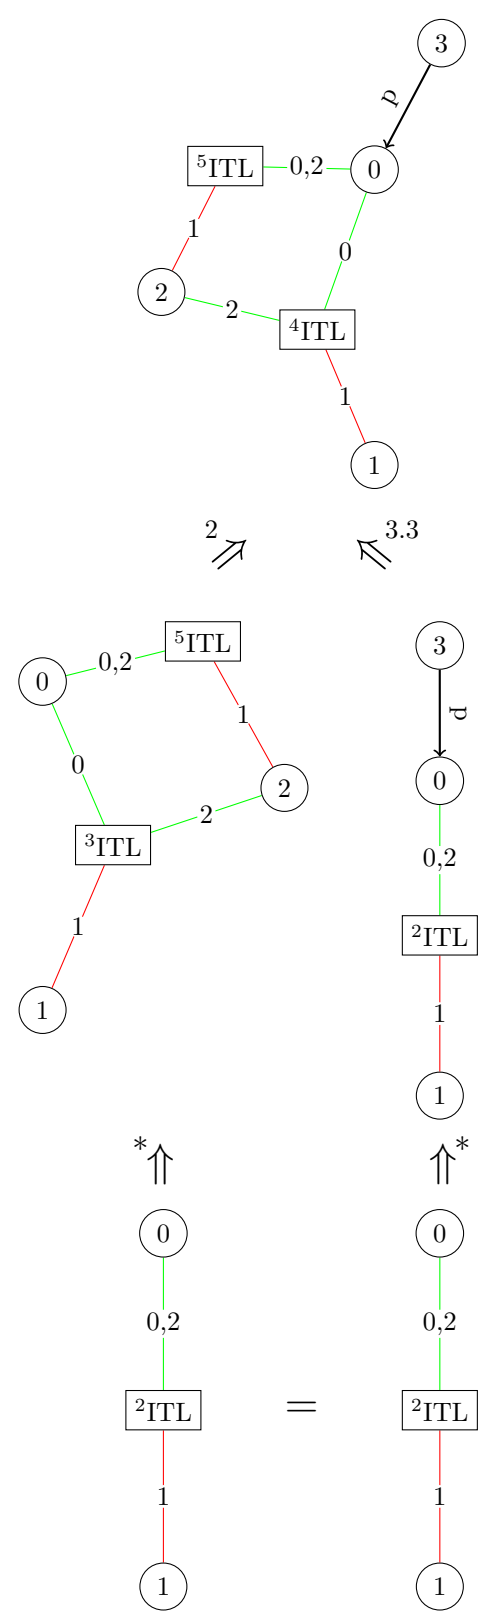 3
p
⁵ITL 0,2 0
1 0
2 2 ⁴ITL
1
1
2 3.3
⇗ ⇖
⁵ITL 3
0 0,2
1 p
0 2 0
2
³ITL 0,2
1 ²ITL
1 1
1
* *
⇑ ⇑
0 0
0,2 0,2
²ITL = ²ITL
1 1
1 1